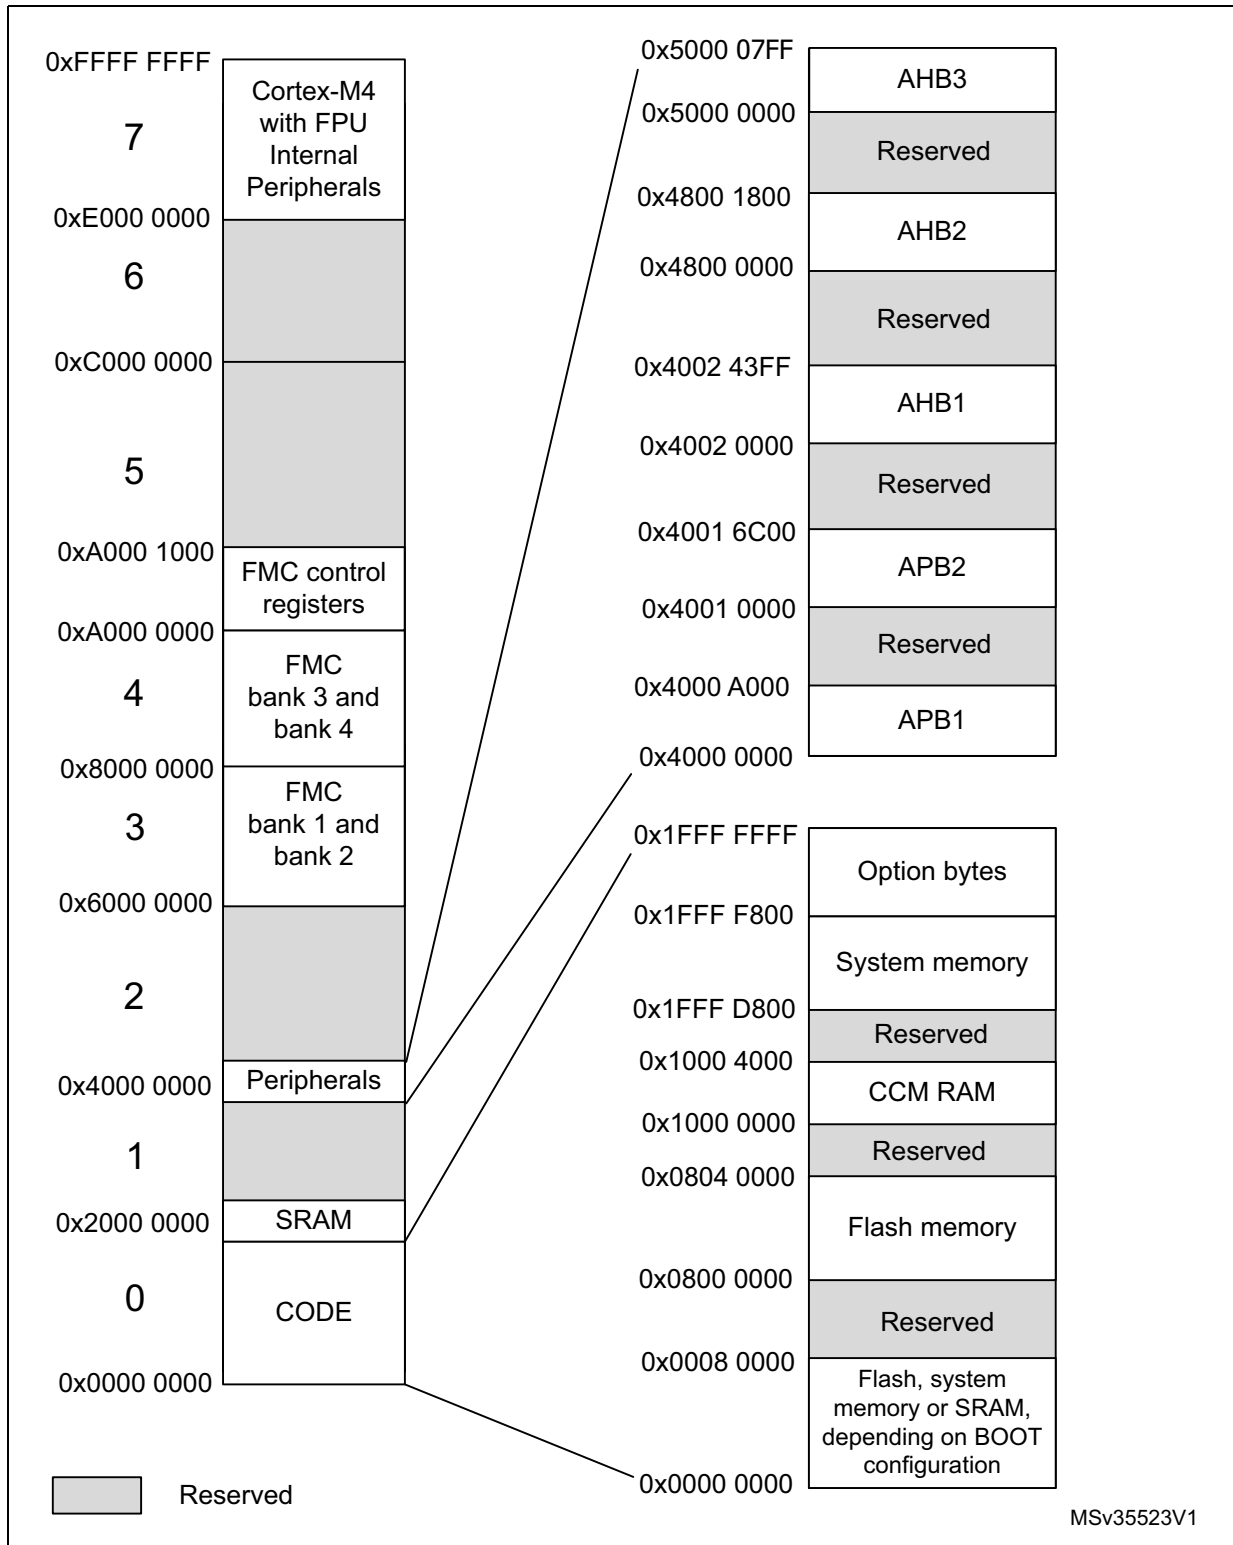 0xFFFF FFFF
Cortex-M4
with FPU
Internal
Peripherals
7
0xE000 0000
6
0xC000 0000
5
0xA000 1000
FMC control
registers
0xA000 0000
FMC
bank 3 and
bank 4
4
0x8000 0000
FMC
bank 1 and
bank 2
3
0x6000 0000
2
Peripherals
0x4000 0000
1
0x2000 0000
SRAM
0
CODE
0x0000 0000
Reserved
0x5000 07FF
AHB3
0x5000 0000
Reserved
0x4800 1800
AHB2
0x4800 0000
Reserved
0x4002 43FF
AHB1
0x4002 0000
Reserved
0x4001 6C00
APB2
0x4001 0000
Reserved
0x4000 A000
APB1
0x4000 0000
0x1FFF FFFF
Option bytes
0x1FFF F800
System memory
0x1FFF D800
Reserved
0x1000 4000
CCM RAM
0x1000 0000
Reserved
0x0804 0000
Flash memory
0x0800 0000
Reserved
0x0008 0000
Flash, system
memory or SRAM,
depending on BOOT
configuration
0x0000 0000
MSv35523V1